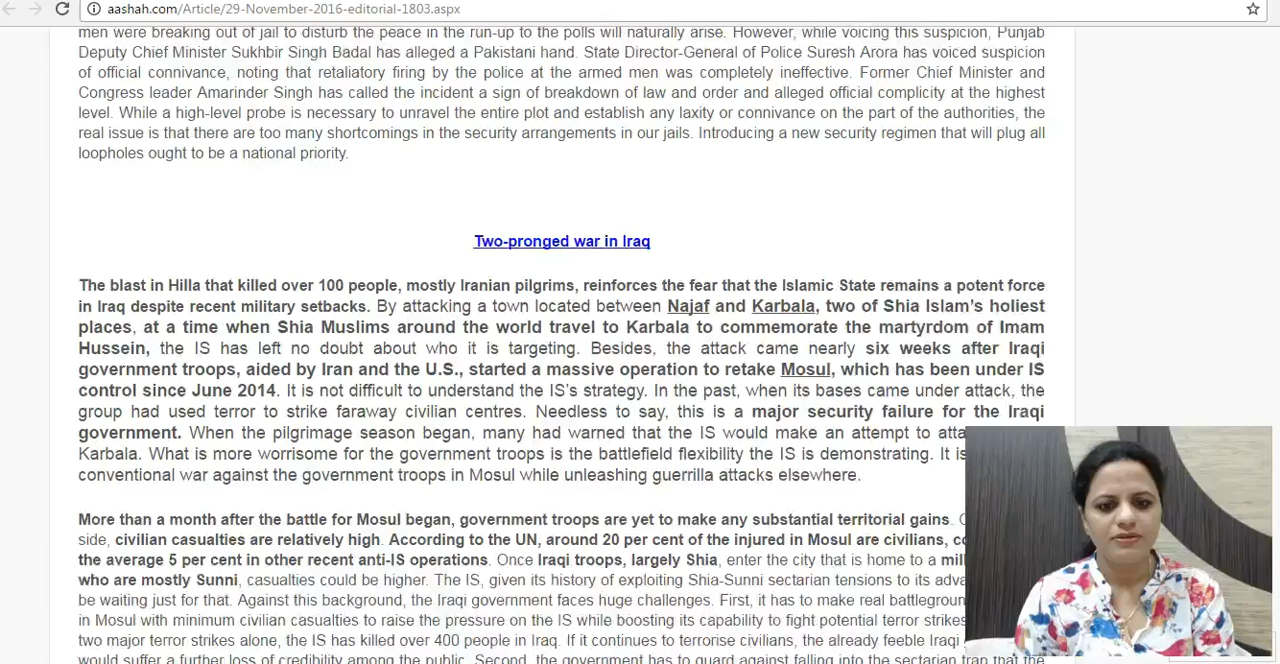 aashah.com/Article/29-November-2016-editorial-1803.aspx
men were breaking out of jail to disturb the peace in the run-up to the polls will naturally arise. However, while voicing this suspicion, Punjab
Deputy Chief Minister Sukhbir Singh Badal has alleged a Pakistani hand. State Director-General of Police Suresh Arora has voiced suspicion
of official connivance, noting that retaliatory firing by the police at the armed men was completely ineffective. Former Chief Minister and
Congress leader Amarinder Singh has called the incident a sign of breakdown of law and order and alleged official complicity at the highest
level. While a high-level probe is necessary to unravel the entire plot and establish any laxity or connivance on the part of the authorities, the
real issue is that there are too many shortcomings in the security arrangements in our jails. Introducing a new security regimen that will plug all
loopholes ought to be a national priority.
Two-pronged war in Iraq
The blast in Hilla that killed over 100 people, mostly Iranian pilgrims, reinforces the fear that the Islamic State remains a potent force
in Iraq despite recent military setbacks. By attacking a town located between Najaf and Karbala, two of Shia Islam's holiest
places, at a time when Shia Muslims around the world travel to Karbala to commemorate the martyrdom of Imam
Hussein, the IS has left no doubt about who it is targeting. Besides, the attack came nearly six weeks after Iraqi
government troops, aided by Iran and the U.S., started a massive operation to retake Mosul, which has been under IS
control since June 2014. It is not difficult to understand the IS's strategy. In the past, when its bases came under attack, the
group had used terror to strike faraway civilian centres. Needless to say, this is a major security failure for the Iraqi
government. When the pilgrimage season began, many had warned that the IS would make an attempt to
Karbala. What is more worrisome for the government troops is the battlefield flexibility the IS is demonstrating. It is
conventional war against the government troops in Mosul while unleashing guerrilla attacks elsewhere.
More than a month after the battle for Mosul began, government troops are yet to make any substantial territorial gains.
side, civilian casualties are relatively high. According to the UN, around 20 per cent of the injured in Mosul are civilians,
the average 5 per cent in other recent anti-IS operations. Once Iraqi troops, largely Shia, enter the city that is home to a
who are mostly Sunni, casualties could be higher. The IS, given its history of exploiting Shia-Sunni sectarian tensions to its
be waiting just for that. Against this background, the Iraqi government faces huge challenges. First, it has to make real
in Mosul with minimum civilian casualties to raise the pressure on the IS while boosting its capability to fight potential terror strikes
two major terror strikes alone, the IS has killed over 400 people in Iraq. If it continues to terrorise civilians, the already feeble Iraqi
would suffer a further loss of credibility among the public. Second, the government has to guard against falling into the sectarian trap that the